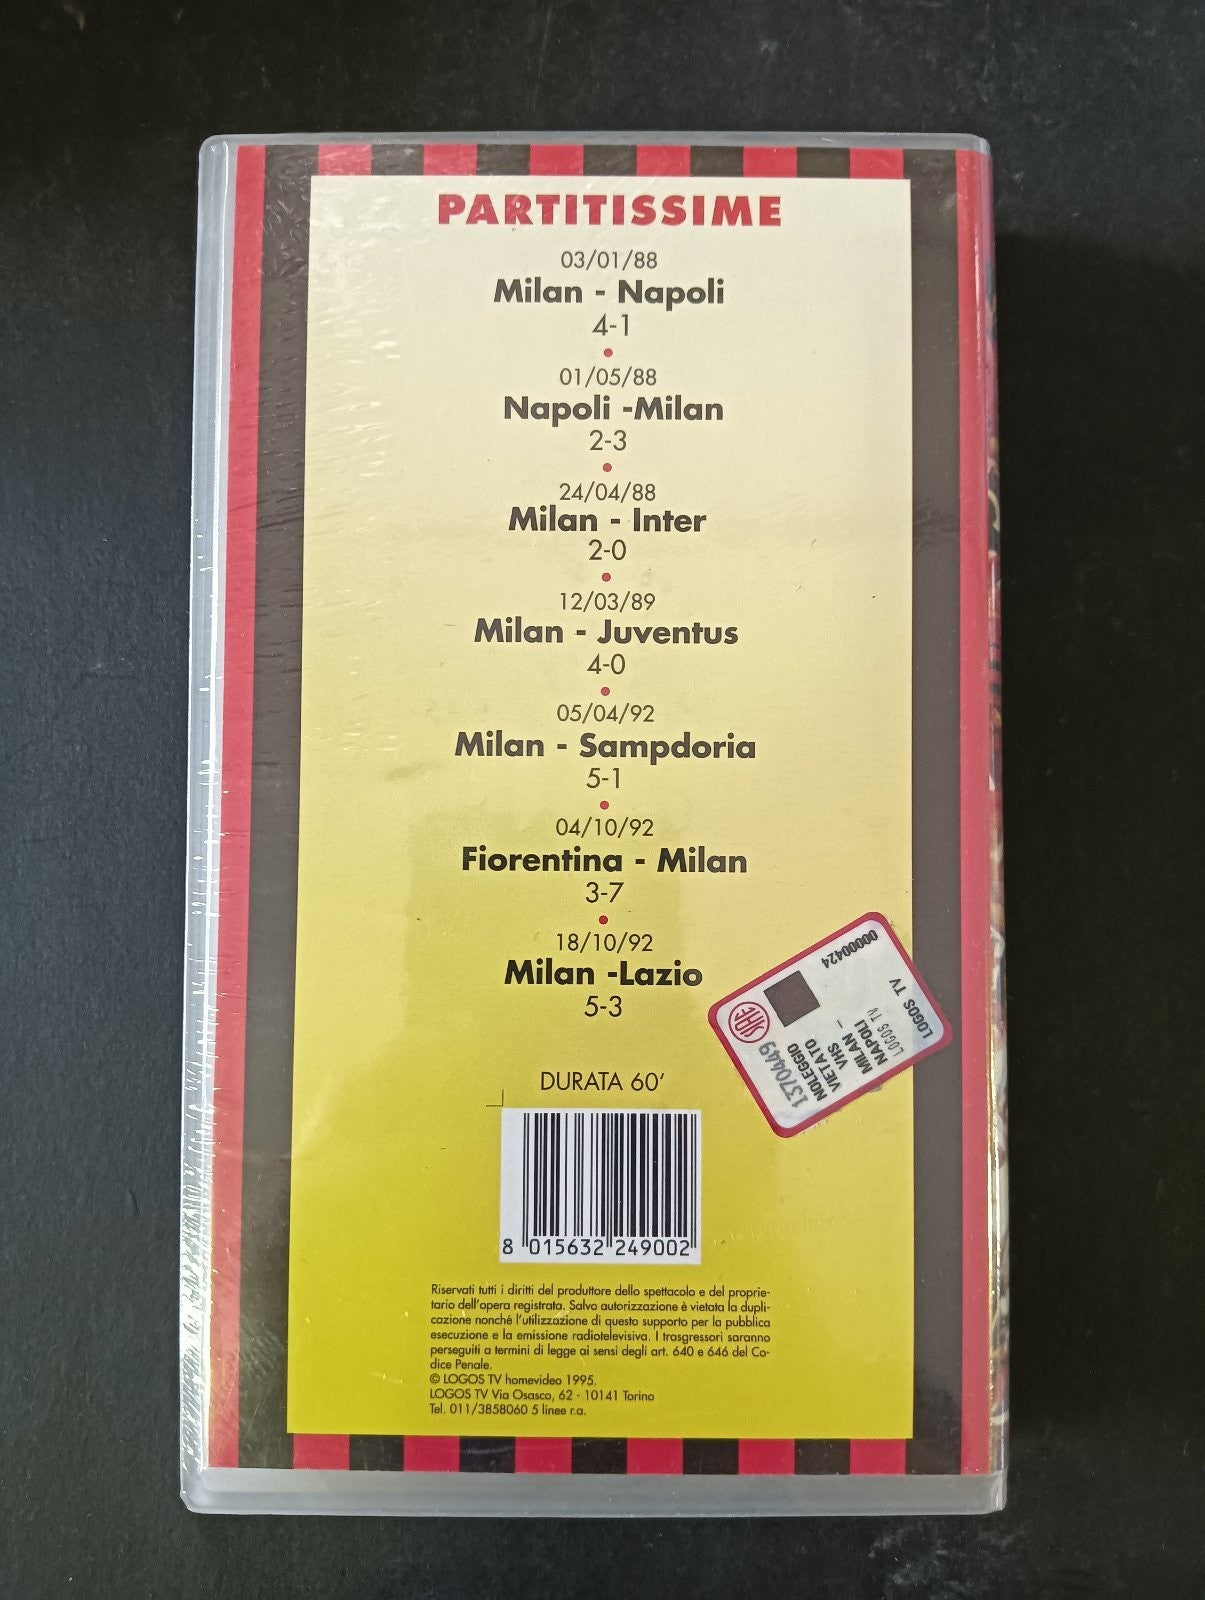 PARTITISSIME
03/01/88
Milan - Napoli
4-1
01/05/88
Napoli -Milan
2-3
24/04/88
Milan - Inter
2-0
12/03/89
Milan - Juventus
4-0
05/04/92
Milan - Sampdoria
5-1
04/10/92
Fiorentina - Milan
3-7
18/10/92
Milan -Lazio
5-3
0000424
LOGOS TV
LOGOS TV
MILAN -
NAPOLI
VHS
VIETATO
NOLEGGIO
1370449
SIAE
DURATA 60'
8 015632 249002
Riservati tutti i diritti del produttore dello spettacolo e del proprie-
tario dell'opera registrata. Salvo autorizzazione è vietata la dupli-
cazione nonché l'utilizzazione di questo supporto per la pubblica
esecuzione e la emissione radiotelevisiva. I trasgressori saranno
perseguiti a termini di legge ai sensi degli art. 640 e 646 del Co-
dice Penale.
© LOGOS TV homevideo 1995.
LOGOS TV Via Osasco, 62 - 10141 Torino
Tel. 011/3858060 5 linee r.a.